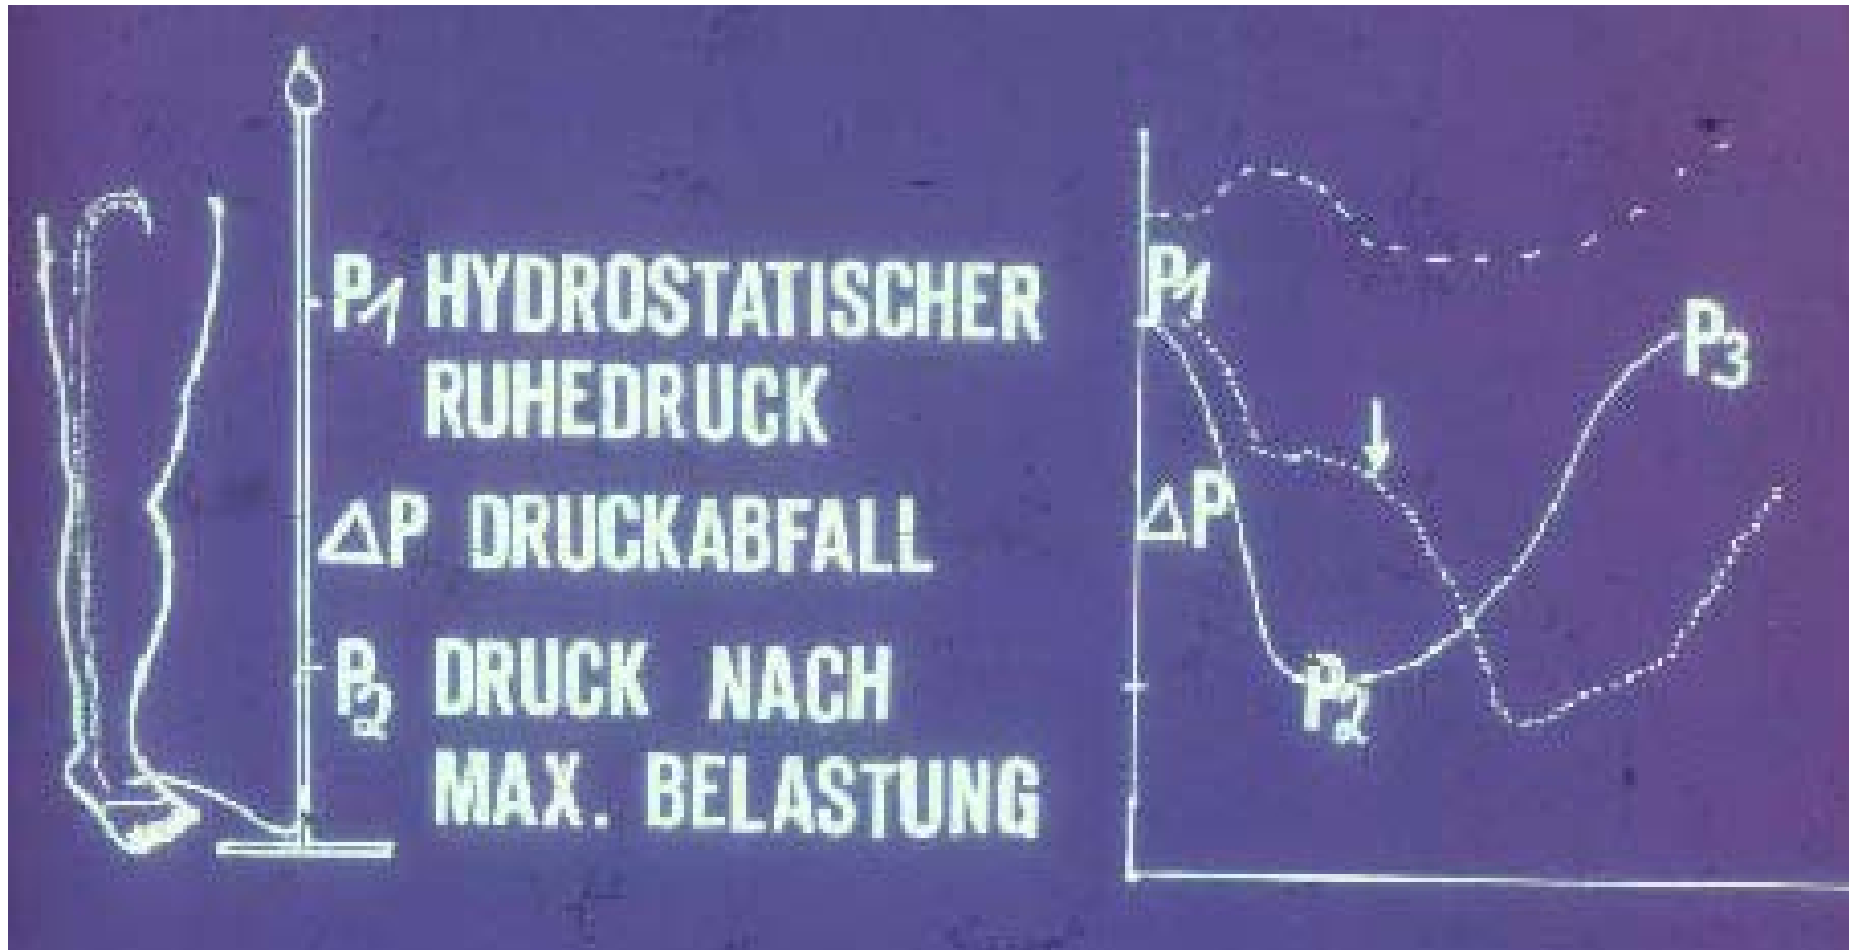 P1 HYDROSTATISCHER
RUHEDRUCK
ΔP DRUCKABFALL
P2 DRUCK NACH
MAX. BELASTUNG
P1
P3
ΔP
P2